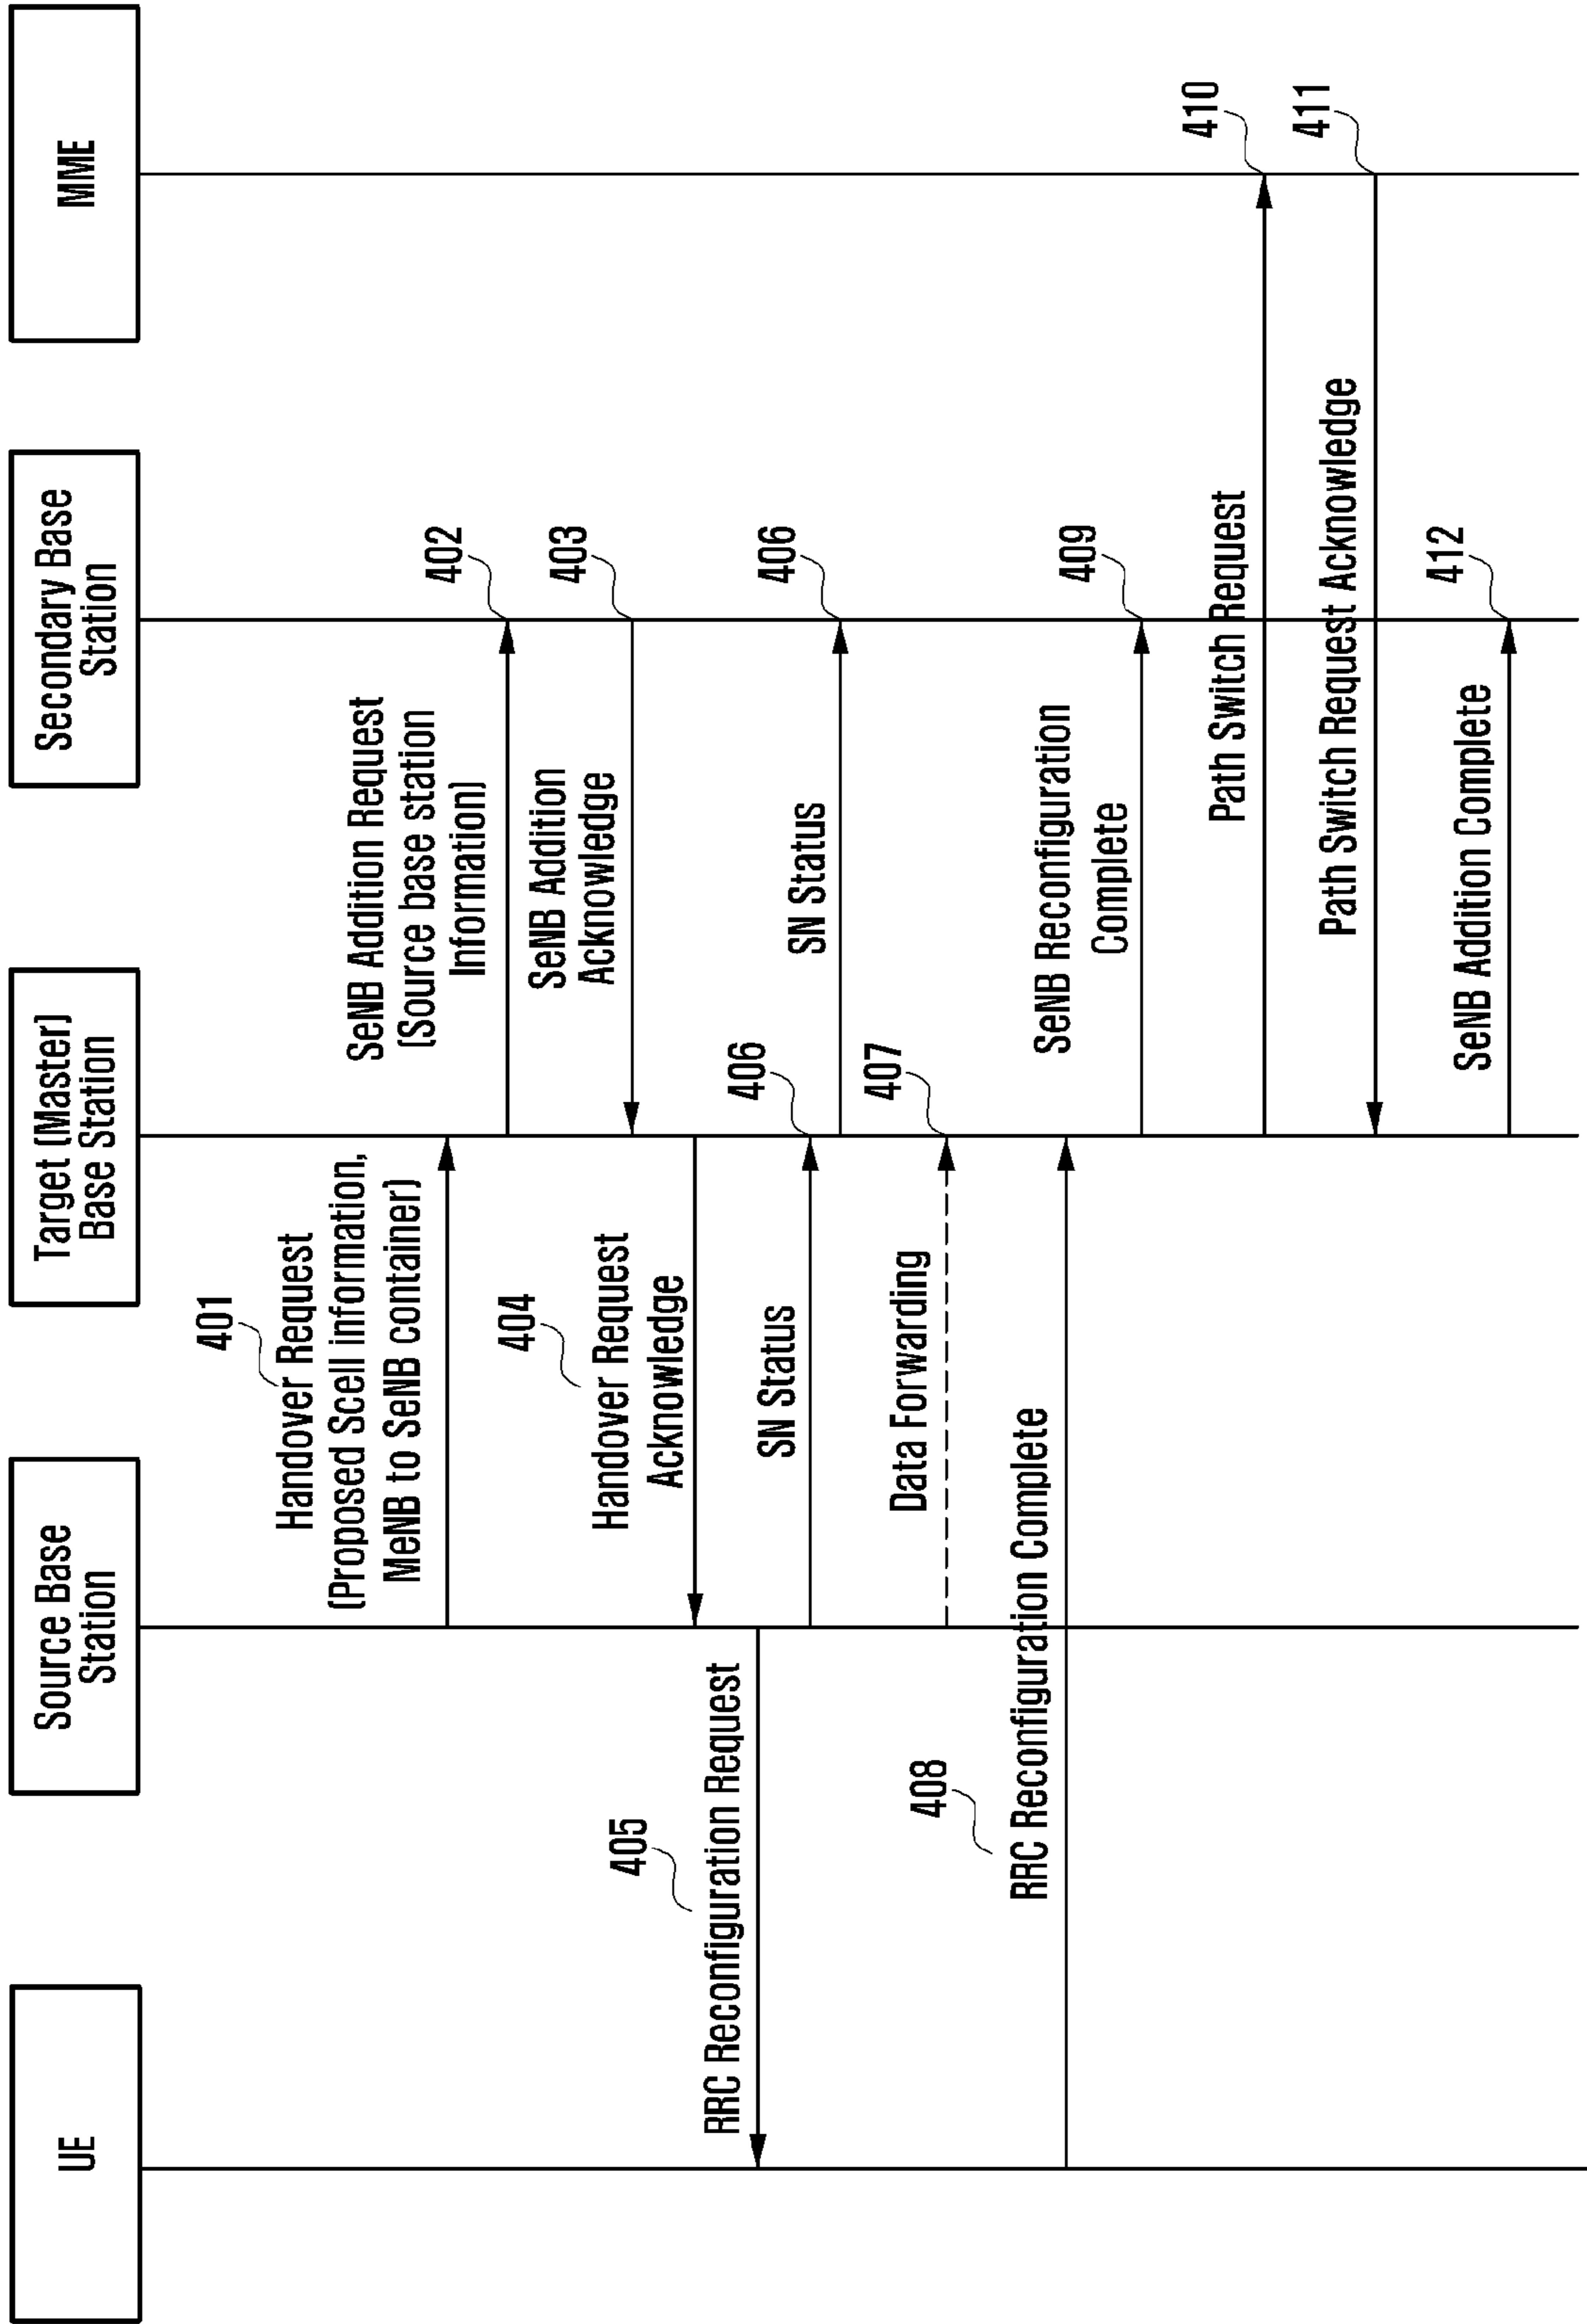 UE
Source Base
Station
Target (Master)
Base Station
Secondary Base
Station
MME
401
Handover Request
(Proposed Scell information,
MeNB to SeNB container)
SeNB Addition Request
(Source base station
Information)
402
SeNB Addition
Acknowledge
403
404
Handover Request
Acknowledge
405
RRC Reconfiguration Request
SN Status
406
SN Status
406
Data Forwarding
407
408
RRC Reconfiguration Complete
SeNB Reconfiguration
Complete
409
Path Switch Request
410
Path Switch Request Acknowledge
411
SeNB Addition Complete
412